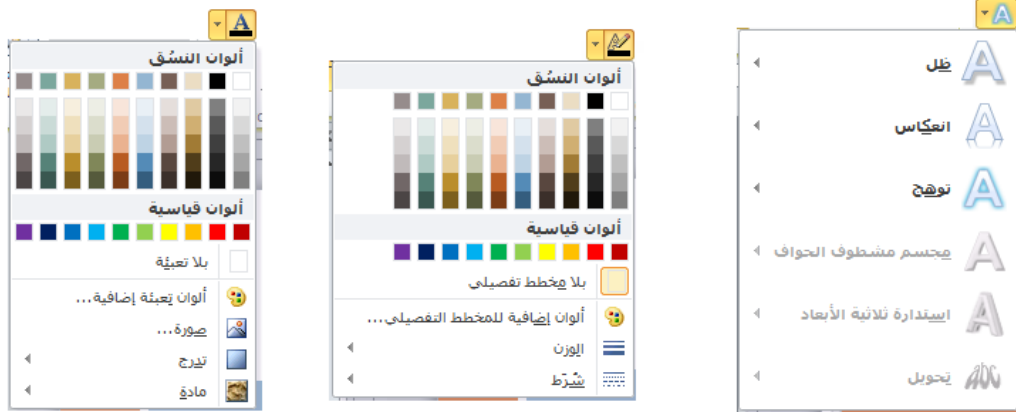 ظل
انعكاس
توهج
مجسم مشطوف الحواف
استدارة ثلاثية الأبعاد
تحويل
ألوان النسُق
ألوان قياسية
بلا مخطط تفصيلي
ألوان إضافية للمخطط التفصيلي...
الوزن
شُرَط
ألوان النسُق
ألوان قياسية
بلا تعبئة
ألوان تعبئة إضافية...
صورة...
تدرج
مادة